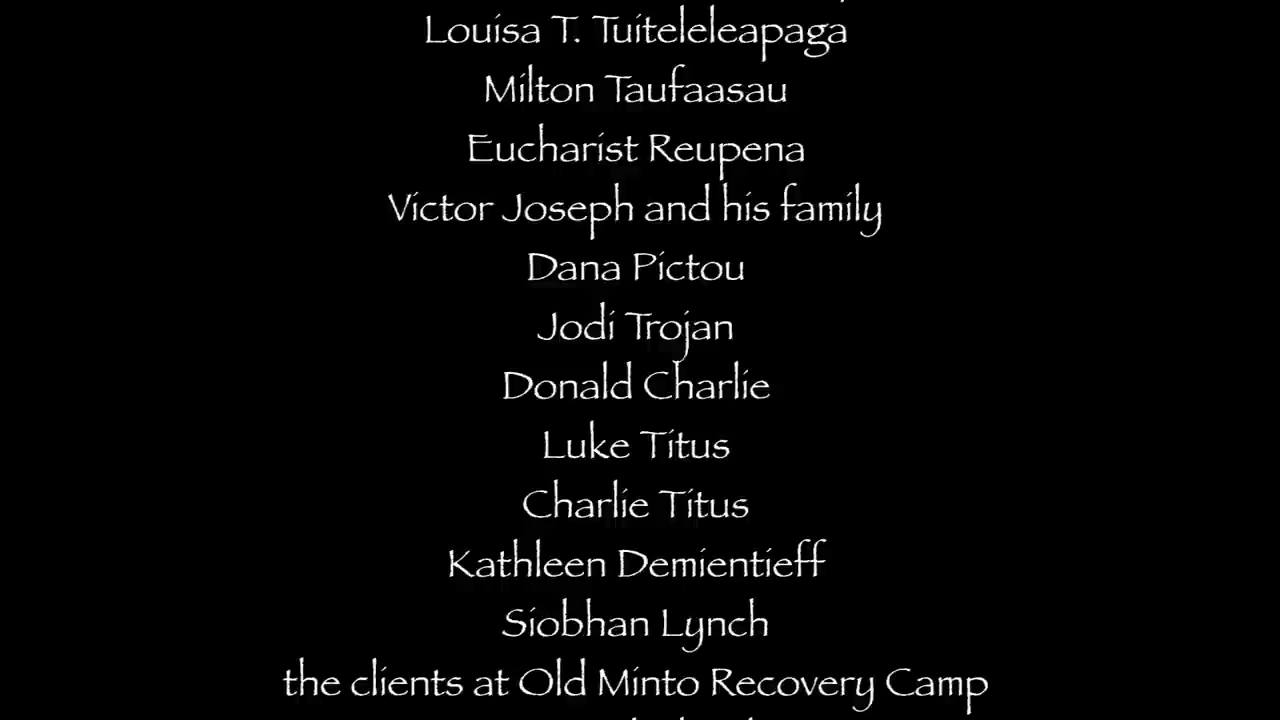 Louisa T. Tuiteleleapaga
Milton Taufaasau
Eucharist Reupena
Victor Joseph and his family
Dana Pictou
Jodi Trojan
Donald Charlie
Luke Titus
Charlie Titus
Kathleen Demientieff
Siobhan Lynch
the clients at Old Minto Recovery Camp